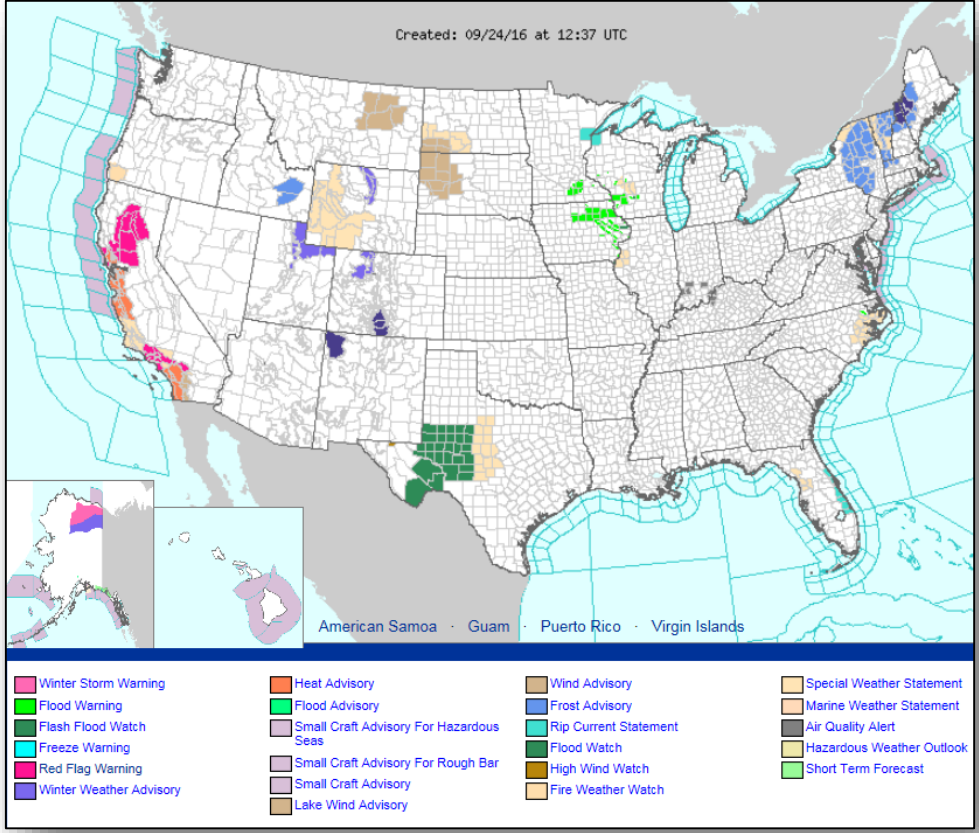 Created: 09/24/16 at 12:37 UTC
American Samoa · Guam · Puerto Rico · Virgin Islands
Winter Storm Warning
Flood Warning
Flash Flood Watch
Freeze Warning
Red Flag Warning
Winter Weather Advisory
Heat Advisory
Flood Advisory
Small Craft Advisory For Hazardous
Seas
Small Craft Advisory For Rough Bar
Small Craft Advisory
Lake Wind Advisory
Wind Advisory
Frost Advisory
Rip Current Statement
Flood Watch
High Wind Watch
Fire Weather Watch
Special Weather Statement
Marine Weather Statement
Air Quality Alert
Hazardous Weather Outlook
Short Term Forecast